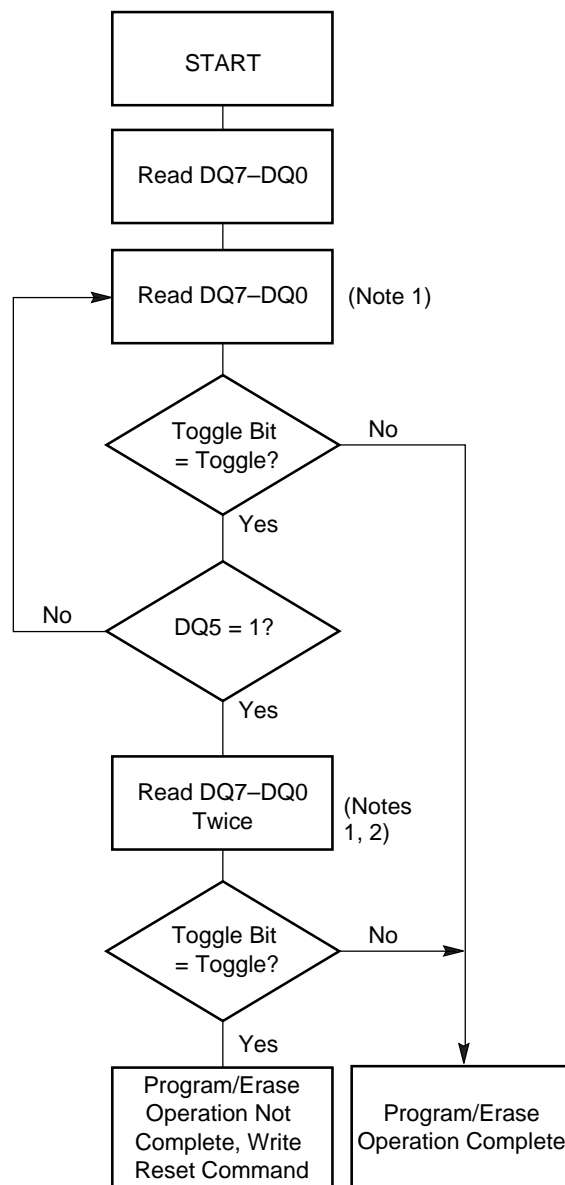 START
Read DQ7–DQ0
Read DQ7–DQ0
(Note 1)
Toggle Bit
= Toggle?
No
Yes
No
DQ5 = 1?
Yes
Read DQ7–DQ0
Twice
(Notes
1, 2)
Toggle Bit
= Toggle?
No
Yes
Program/Erase
Operation Not
Complete, Write
Reset Command
Program/Erase
Operation Complete